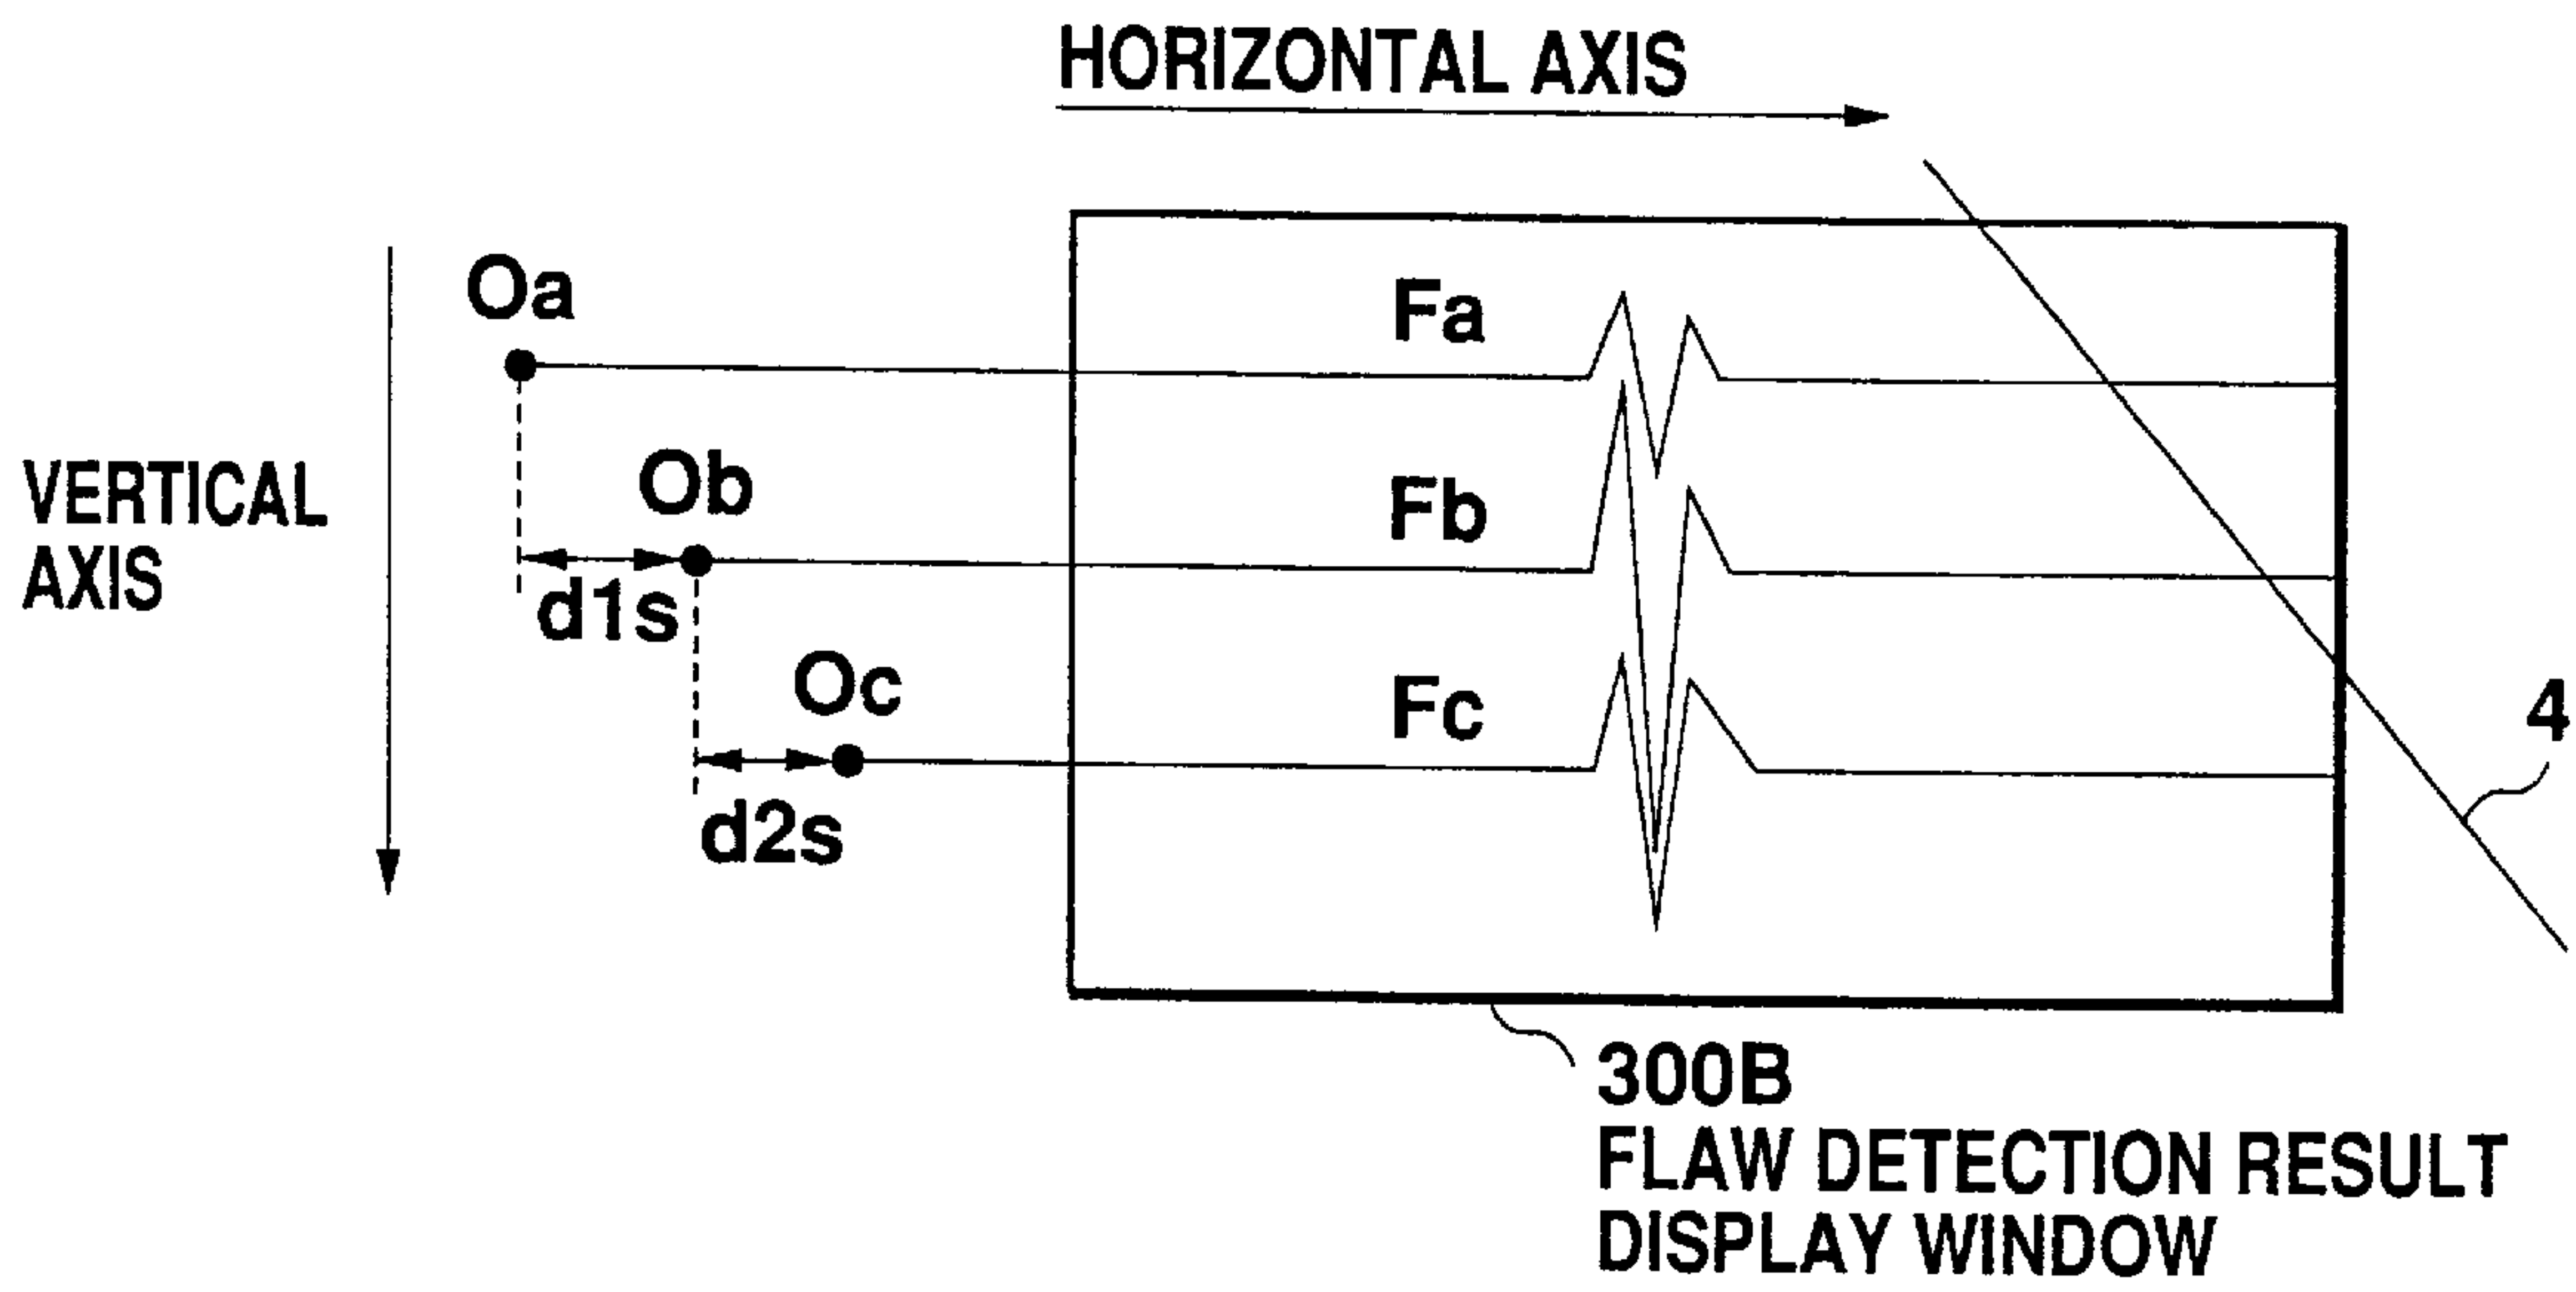 HORIZONTAL AXIS
Oa
Fa
VERTICAL
AXIS
Ob
Fb
d1s
Oc
Fc
4
d2s
300B
FLAW DETECTION RESULT
DISPLAY WINDOW